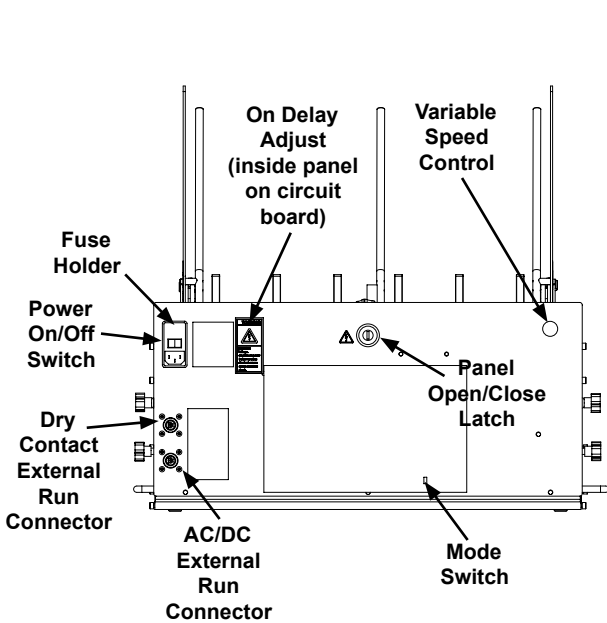 On Delay
Adjust
(inside panel
on circuit
board)
Variable
Speed
Control
Fuse
Holder
Power
On/Off
Switch
Panel
Open/Close
Latch
Dry
Contact
External
Run
Connector
AC/DC
External
Run
Connector
Mode
Switch